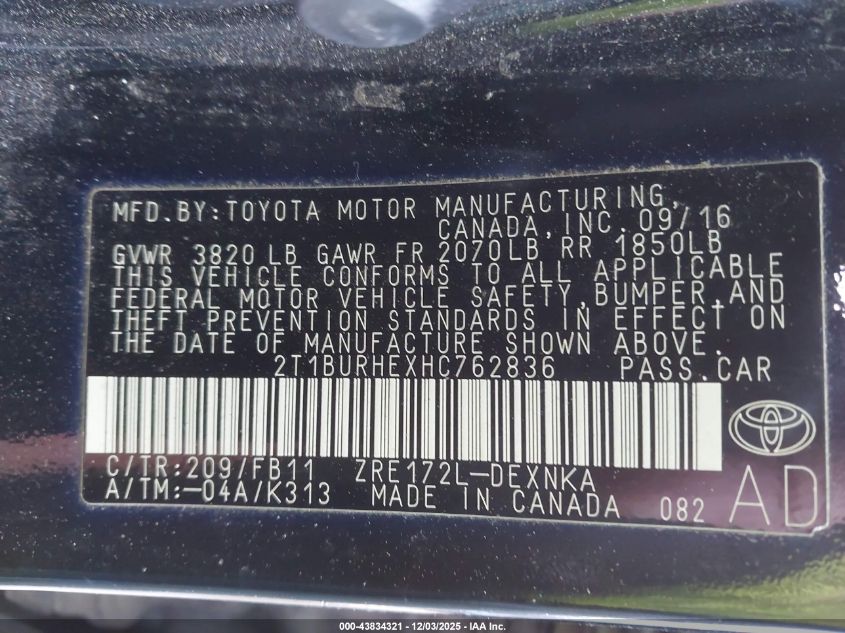 MFD.BY:TOYOTA MOTOR MANUFACTURING,
CANADA,INC. 09/16
GVWR 3820 LB GAWR FR 2070LB RR 1850LB
THIS VEHICLE CONFORMS TO ALL APPLICABLE
FEDERAL MOTOR VEHICLE SAFETY,BUMPER,AND
THEFT PREVENTION STANDARDS IN EFFECT ON
THE DATE OF MANUFACTURE SHOWN ABOVE.
2T1BURHEXHC762836 PASS.CAR
C/TR:209/FB11 ZRE172L-DEXNKA
A/TM:-04A/K313 MADE IN CANADA 082
AD
000-43834321 - 12/03/2025 - IAA Inc.